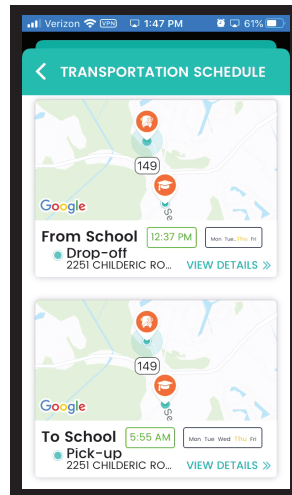 Verizon VPN 1:47 PM 61%
TRANSPORTATION SCHEDULE
149
Se
Google
From School 12:37 PM Mon Tue.. Thu Fri
Drop-off
2251 CHILDERIC RO... VIEW DETAILS »
149
Se
Google
To School 5:55 AM Mon Tue Wed Thu Fri
Pick-up
2251 CHILDERIC RO... VIEW DETAILS »